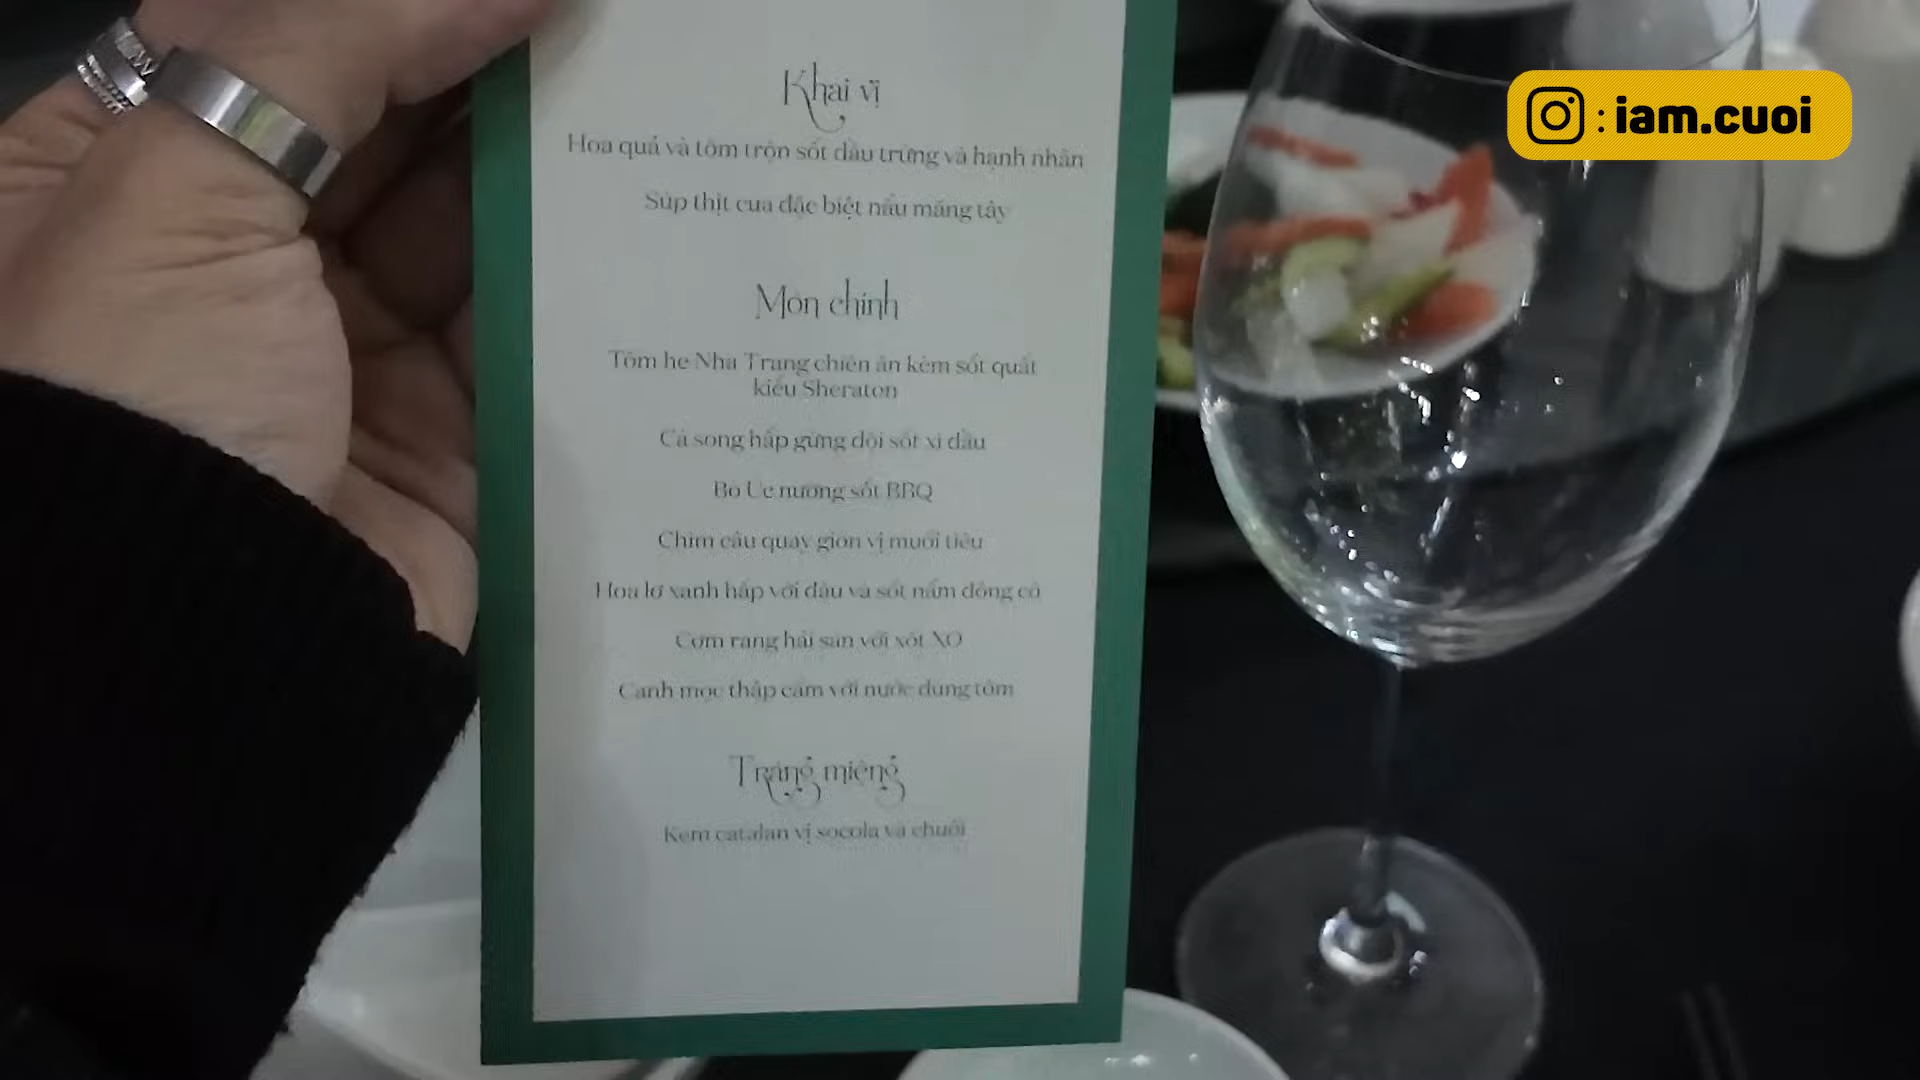 : iam.cuoi
Khai vị
Hoa quả và tôm trộn sốt dầu trứng và hạnh nhân
Súp thịt cua đặc biệt nấu măng tây
Món chính
Tôm he Nha Trang chiên ăn kèm sốt quất
kiểu Sheraton
Cá song hấp gừng dội sốt xì dầu
Bò Úc nướng sốt BBQ
Chim câu quay giòn vị muối tiêu
Hoa lơ xanh hấp với dầu và sốt nấm đông cô
Cơm rang hải sản với xốt XO
Canh mọc thập cẩm với nước dùng tôm
Tráng miệng
Kem catalan vị socola và chuối